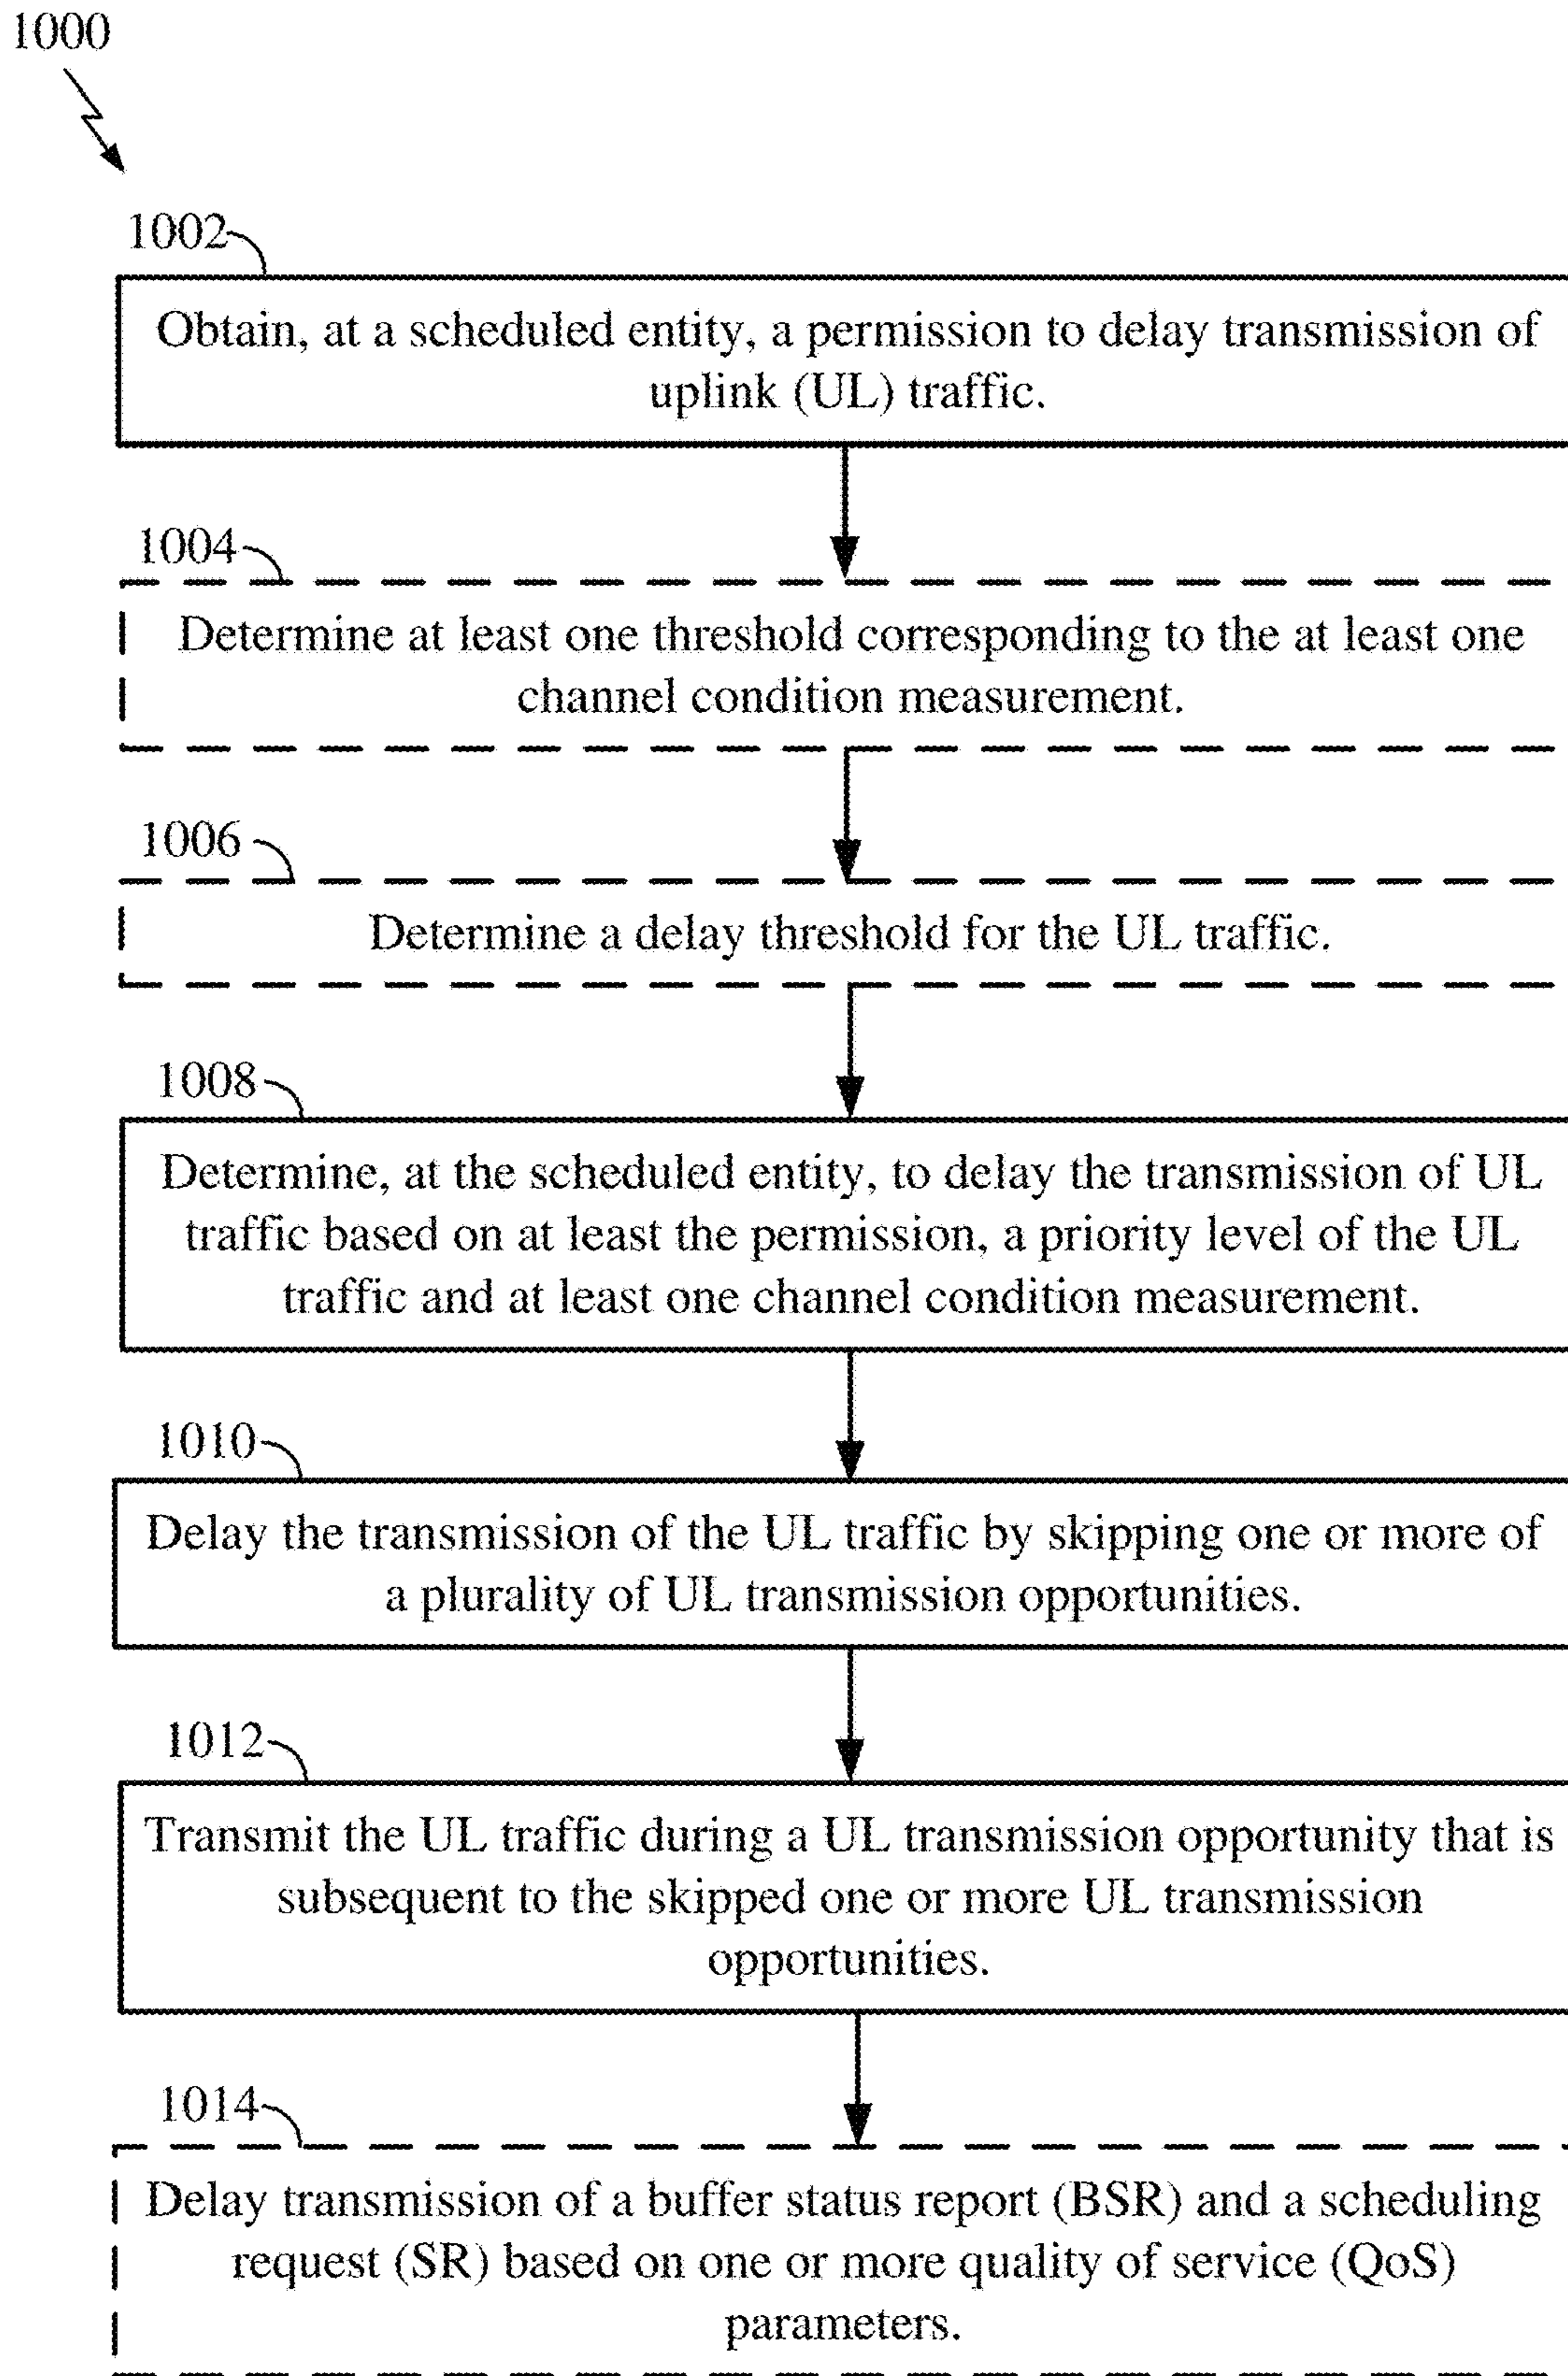 1000
1002
Obtain, at a scheduled entity, a permission to delay transmission of
uplink (UL) traffic.
1004
Determine at least one threshold corresponding to the at least one
channel condition measurement.
1006
Determine a delay threshold for the UL traffic.
1008
Determine, at the scheduled entity, to delay the transmission of UL
traffic based on at least the permission, a priority level of the UL
traffic and at least one channel condition measurement.
1010
Delay the transmission of the UL traffic by skipping one or more of
a plurality of UL transmission opportunities.
1012
Transmit the UL traffic during a UL transmission opportunity that is
subsequent to the skipped one or more UL transmission
opportunities.
1014
Delay transmission of a buffer status report (BSR) and a scheduling
request (SR) based on one or more quality of service (QoS)
parameters.